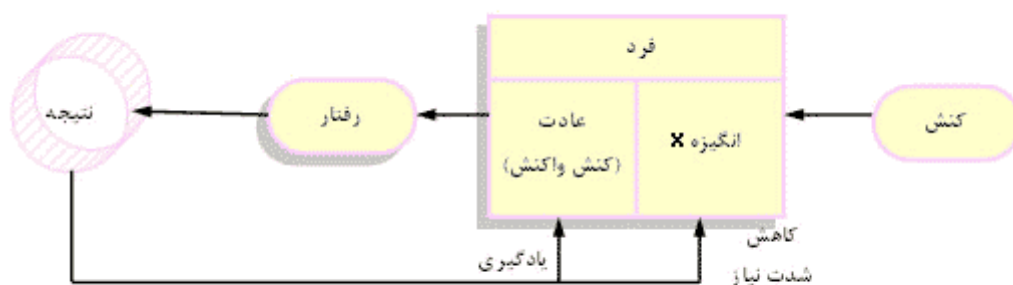 فرد
کنش
انگیزه X
عادت
(کنش واکنش)
رفتار
نتیجه
کاهش
شدت نیاز
یادگیری